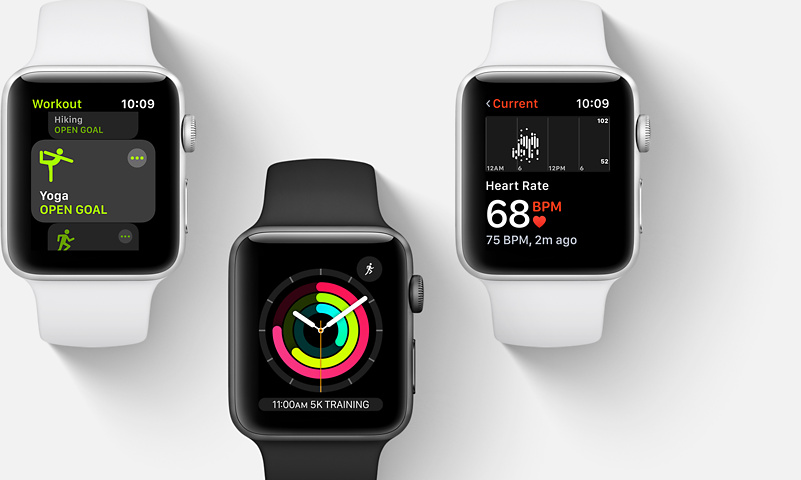 Workout 10:09
Hiking
OPEN GOAL
Yoga
OPEN GOAL
11:00AM 5K TRAINING
Current 10:09
102
52
12AM 6 12PM 6
Heart Rate
68 BPM
75 BPM, 2m ago